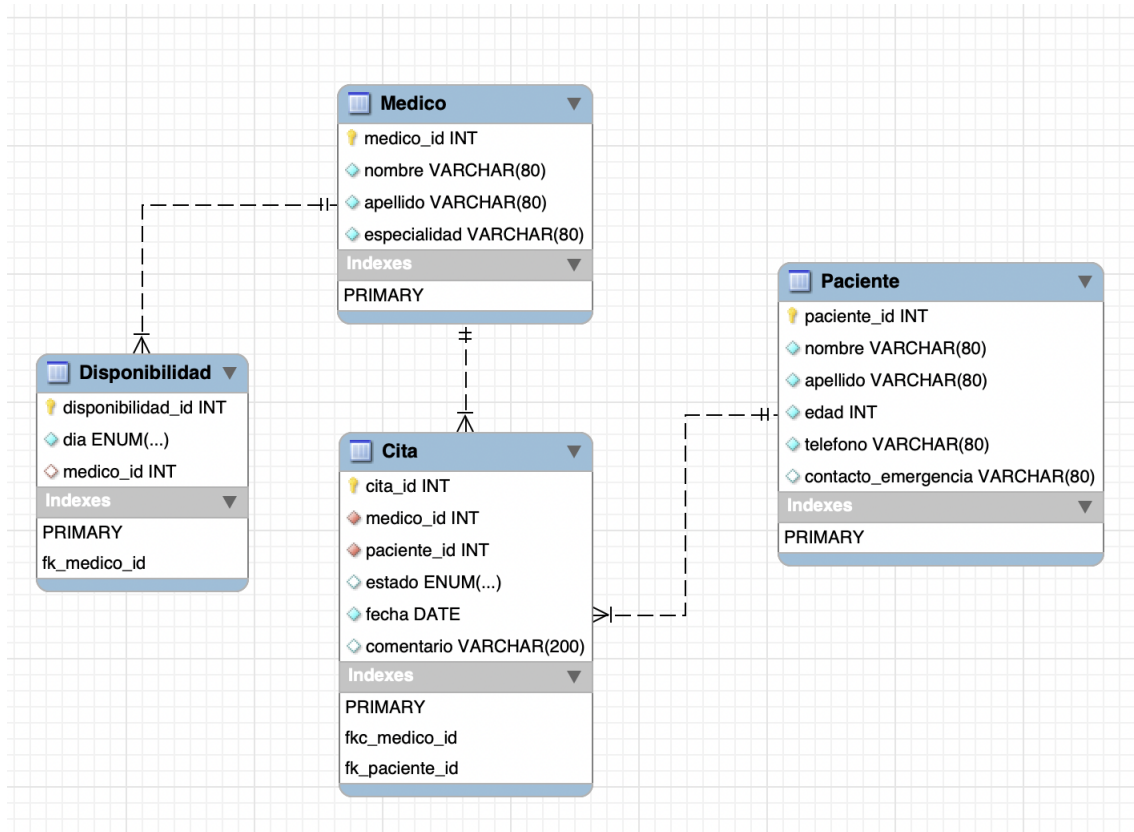 Medico
medico_id INT
nombre VARCHAR(80)
apellido VARCHAR(80)
especialidad VARCHAR(80)
Indexes
PRIMARY
Disponibilidad
disponibilidad_id INT
dia ENUM(...)
medico_id INT
Indexes
PRIMARY
fk_medico_id
Cita
cita_id INT
medico_id INT
paciente_id INT
estado ENUM(...)
fecha DATE
comentario VARCHAR(200)
Indexes
PRIMARY
fkc_medico_id
fk_paciente_id
Paciente
paciente_id INT
nombre VARCHAR(80)
apellido VARCHAR(80)
edad INT
telefono VARCHAR(80)
contacto_emergencia VARCHAR(80)
Indexes
PRIMARY